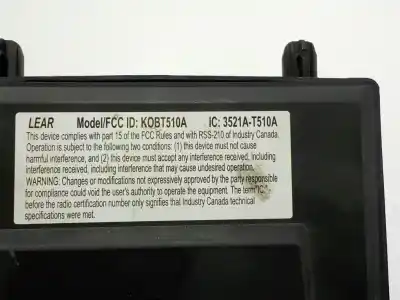 LEAR Model/FCC ID: KOBT510A IC: 3521A-T510A
This device complies with part 15 of the FCC Rules and with RSS-210 of Industry Canada.
Operation is subject to the following two conditions: (1) this device must not cause
harmful interference, and (2) this device must accept any interference received, including
interference received, including interference that may cause undesired operation.
WARNING: Changes or modifications not expressively approved by the party responsible
for compliance could void the user's authority to operate the equipment. The term "IC:"
before the radio certification number only signifies that Industry Canada technical
specifications were met.